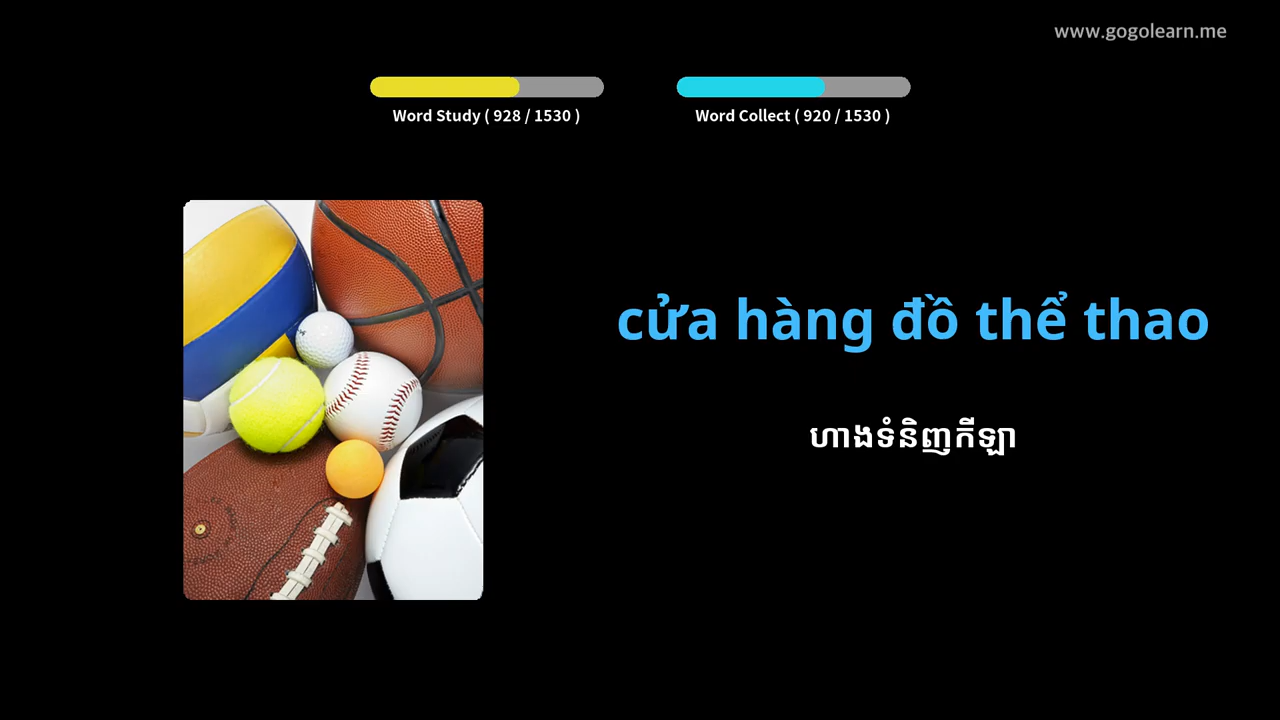 www.gogolearn.me
Word Study ( 928 / 1530 )
Word Collect ( 920 / 1530 )
cửa hàng đồ thể thao
ហាងទំនិញកីឡា